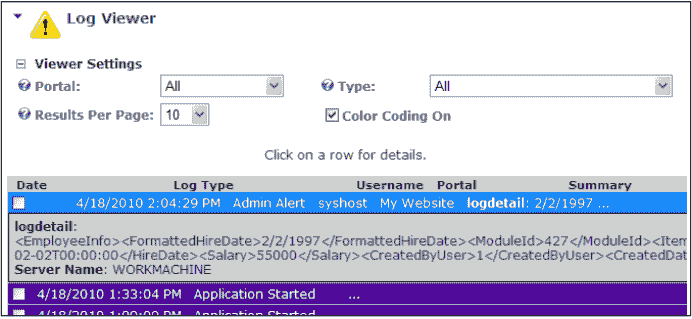 Log Viewer
Viewer Settings
Portal: All Type: All
Results Per Page: 10 Color Coding On
Click on a row for details.
Date Log Type Username Portal Summary
4/18/2010 2:04:29 PM Admin Alert syshost My Website logdetail: 2/2/1997 ...
logdetail:
<EmployeeInfo><FormattedHireDate>2/2/1997</FormattedHireDate><ModuleId>427</ModuleId><Item
02-02T00:00:00</HireDate><Salary>55000</Salary><CreatedByUser>1</CreatedByUser><CreatedDat
Server Name: WORKMACHINE
4/18/2010 1:33:04 PM Application Started ...